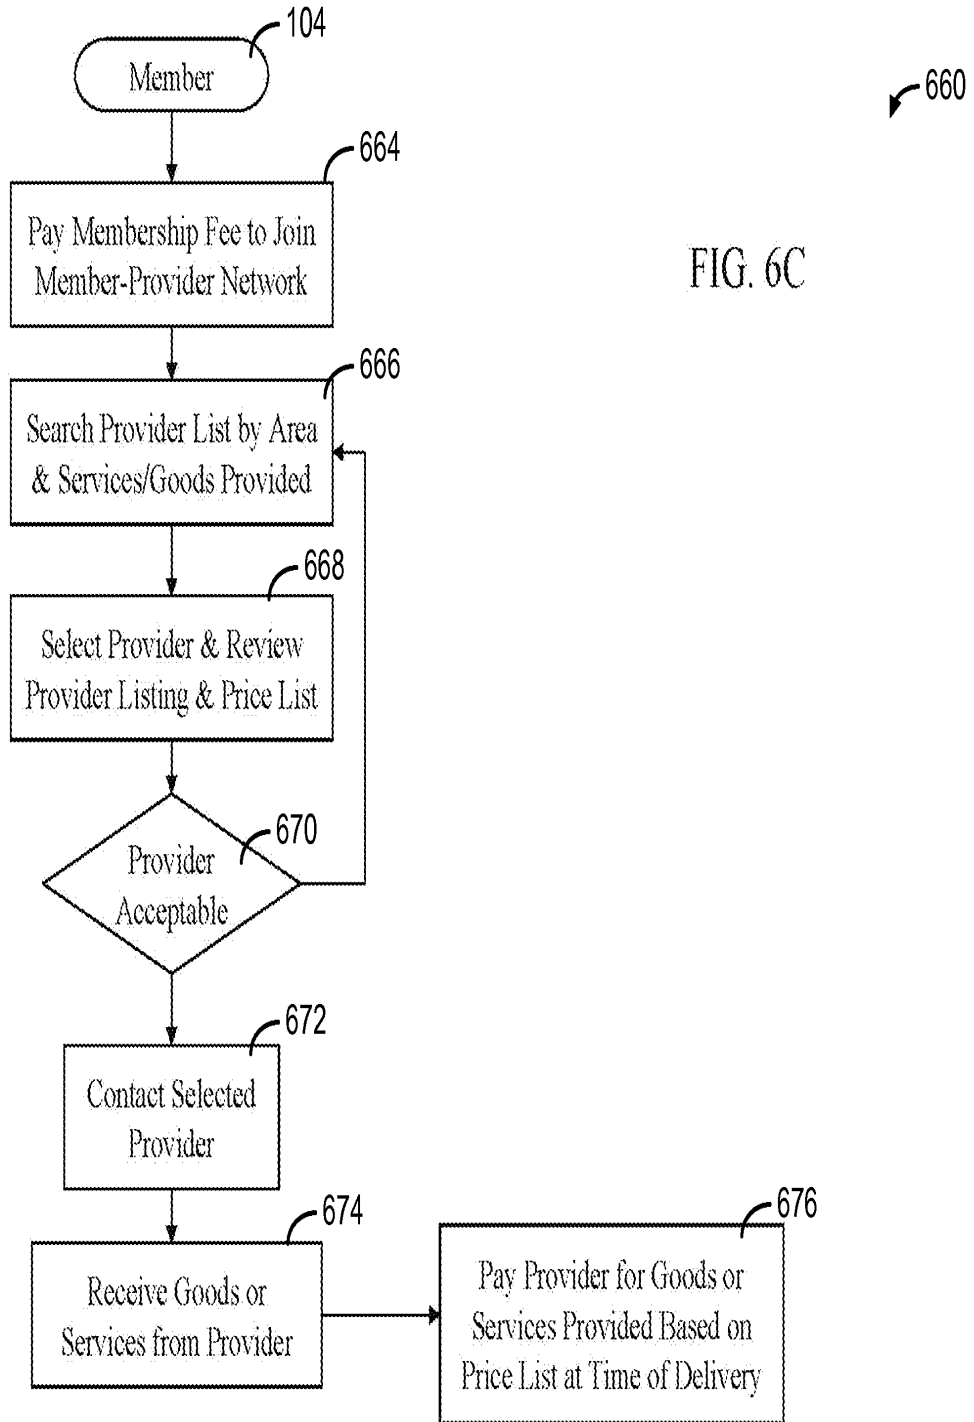 104
Member
660
664
Pay Membership Fee to Join
Member-Provider Network
FIG. 6C
666
Search Provider List by Area
& Services/Goods Provided
668
Select Provider & Review
Provider Listing & Price List
670
Provider
Acceptable
672
Contact Selected
Provider
674
Receive Goods or
Services from Provider
676
Pay Provider for Goods or
Services Provided Based on
Price List at Time of Delivery